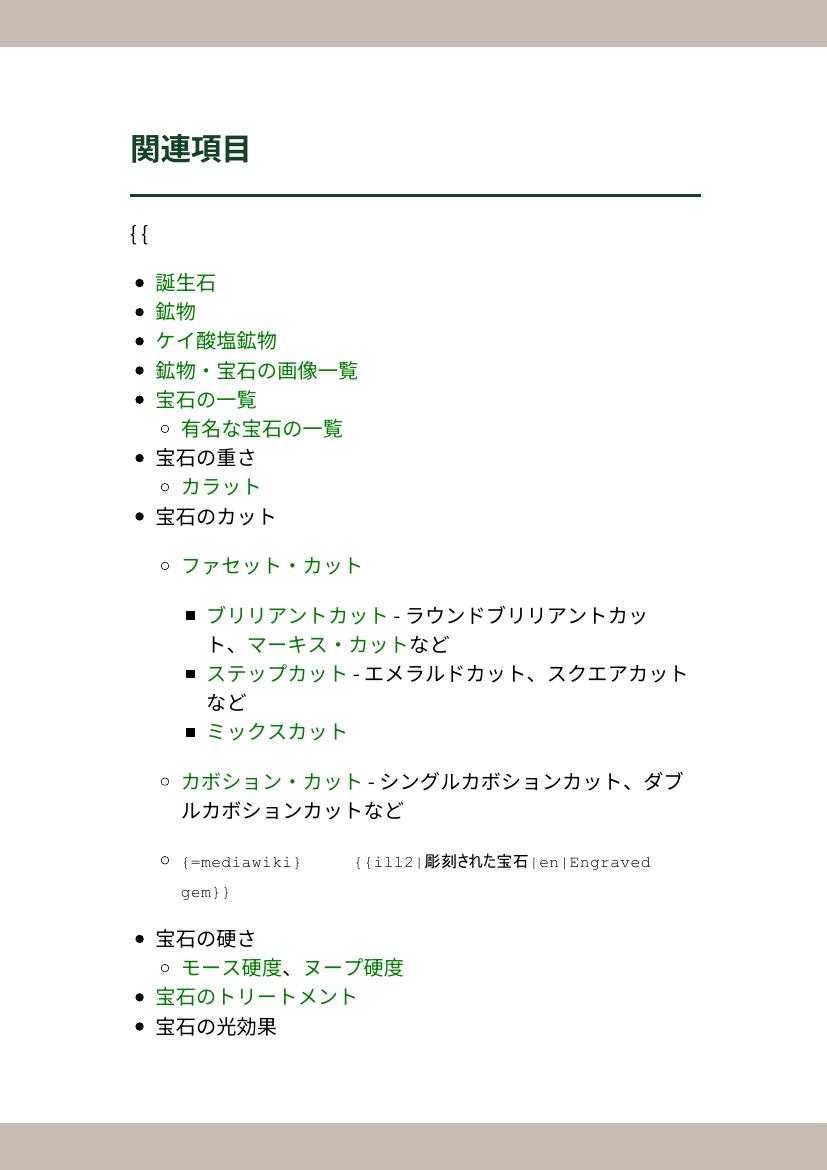 関連項目
{{
誕生石
鉱物
ケイ酸塩鉱物
鉱物・宝石の画像一覧
宝石の一覧
有名な宝石の一覧
宝石の重さ
カラット
宝石のカット
ファセット・カット
ブリリアントカット - ラウンドブリリアントカッ
ト、マーキス・カットなど
ステップカット - エメラルドカット、スクエアカット
など
ミックスカット
カボション・カット - シングルカボションカット、ダブ
ルカボションカットなど
{=mediawiki} {{ill2|彫刻された宝石|en|Engraved
gem}}
宝石の硬さ
モース硬度、ヌープ硬度
宝石のトリートメント
宝石の光効果